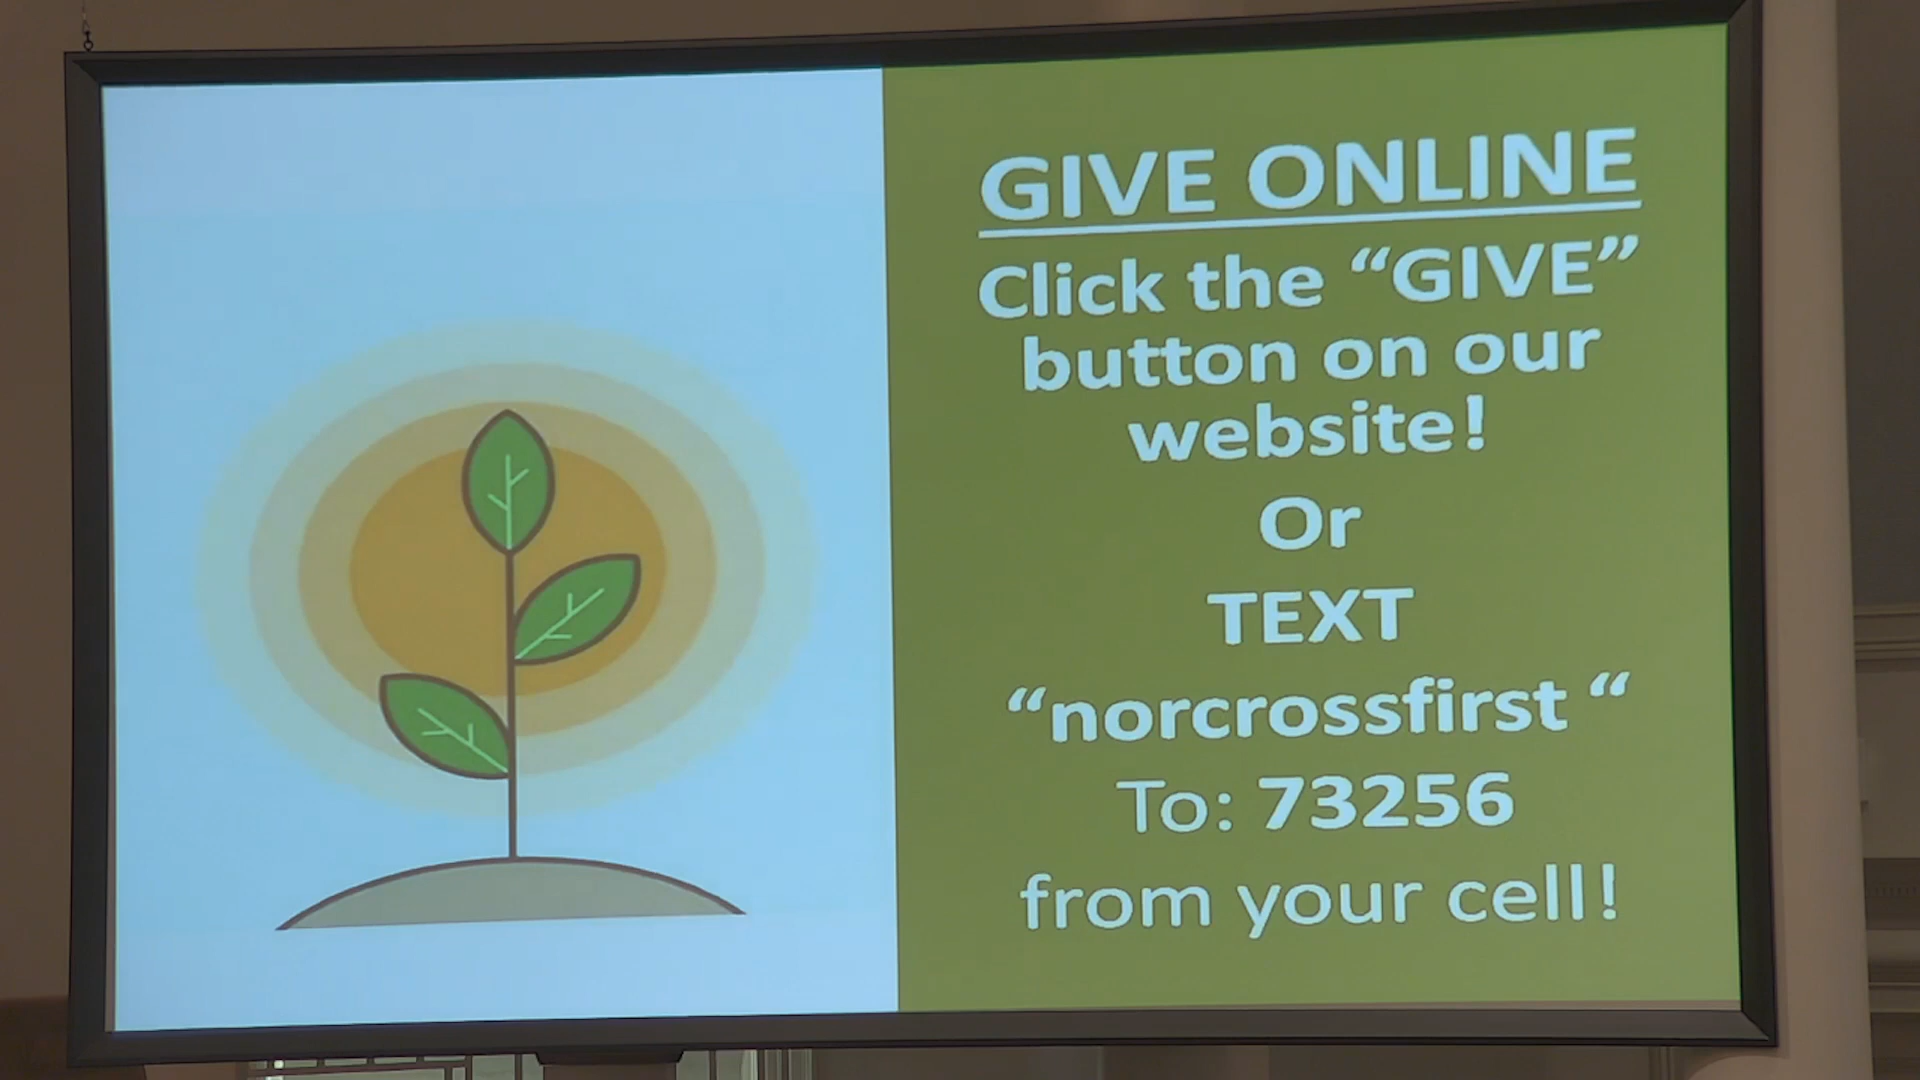 GIVE ONLINE
Click the “GIVE”
button on our
website!
Or
TEXT
“norcrossfirst “
To: 73256
from your cell!